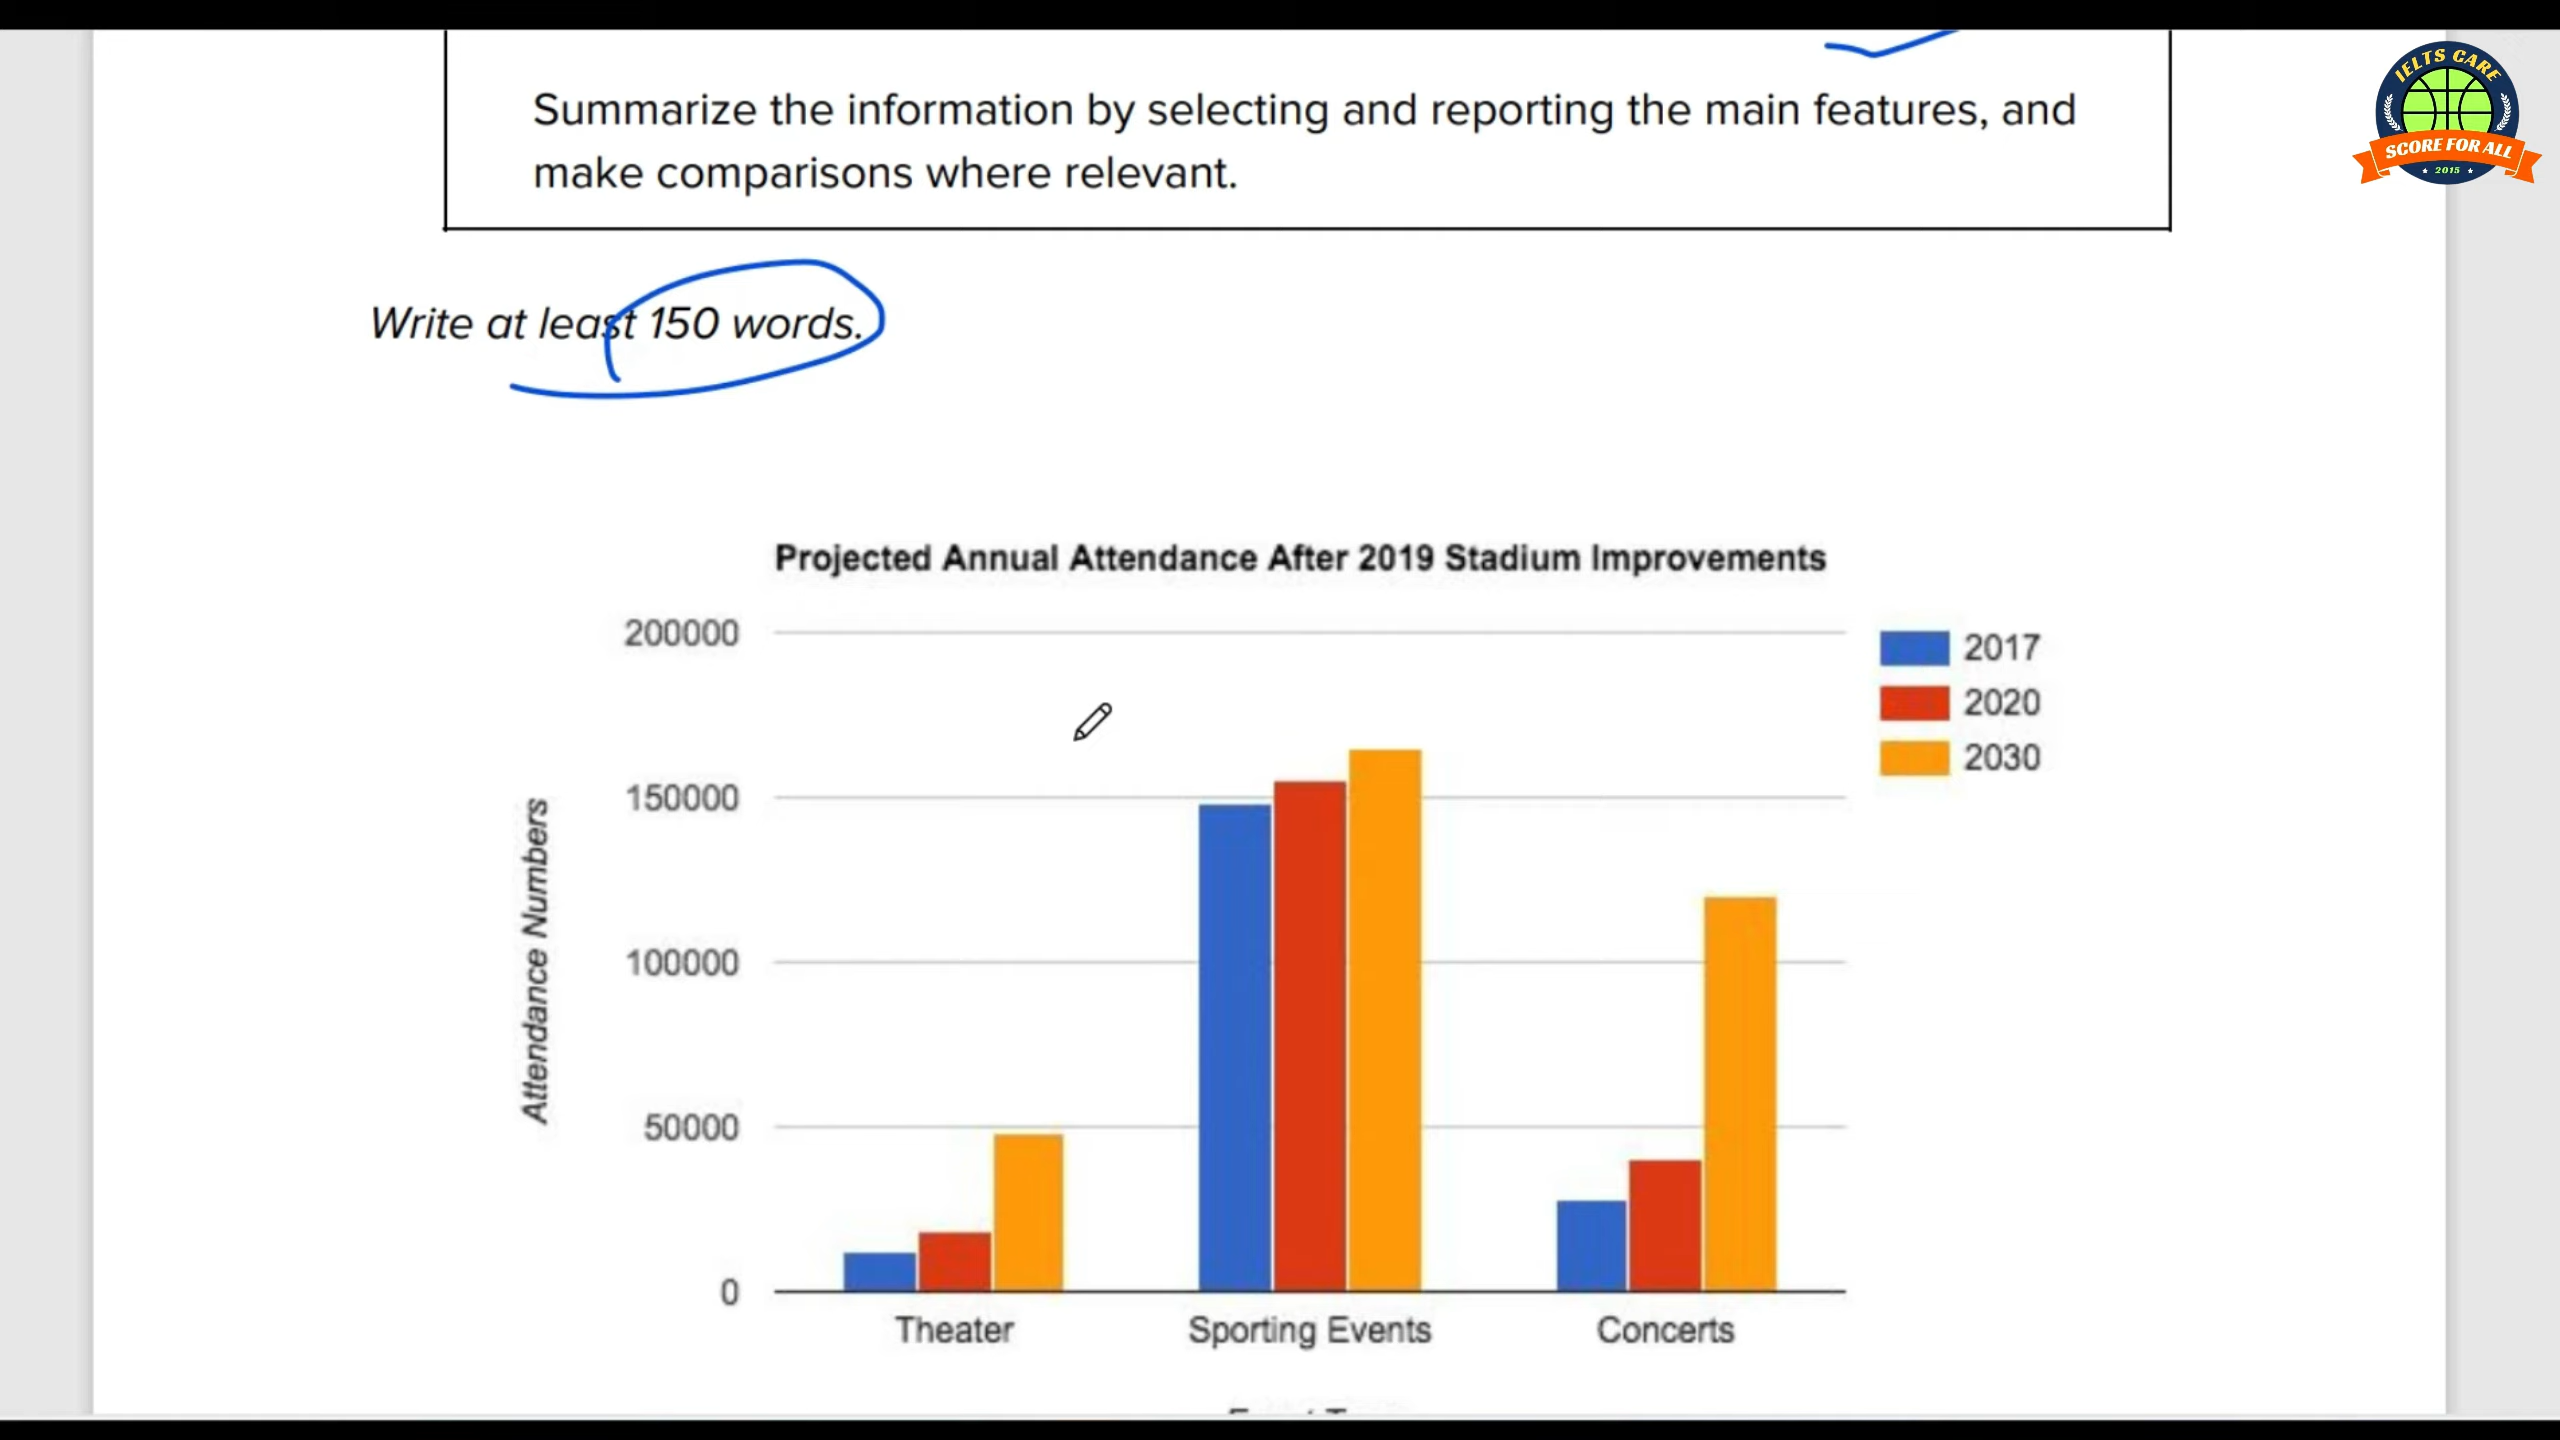 IELTS CARE
SCORE FOR ALL
2015
Summarize the information by selecting and reporting the main features, and
make comparisons where relevant.
Write at least 150 words.
Projected Annual Attendance After 2019 Stadium Improvements
200000
150000
100000
50000
0
Attendance Numbers
2017
2020
2030
Theater
Sporting Events
Concerts